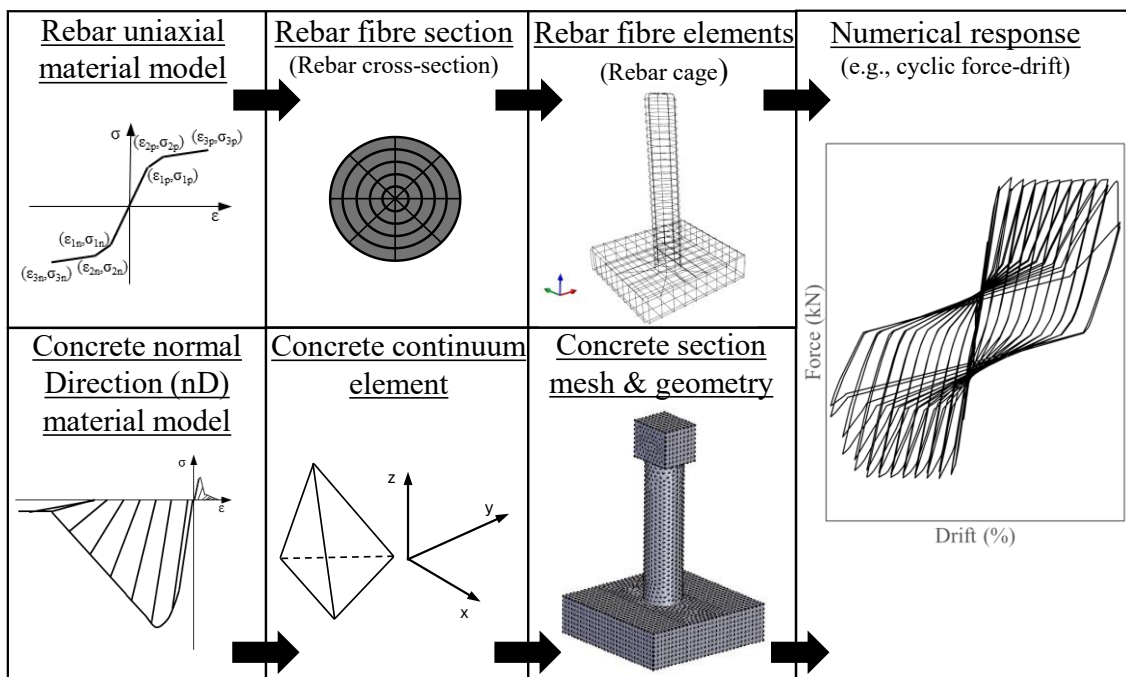 Rebar uniaxial
material model
σ
(ε2p,σ2p)
(ε3p,σ3p)
(ε1p,σ1p)
ε
(ε1n,σ1n)
(ε3n,σ3n)
(ε2n,σ2n)
Rebar fibre section
(Rebar cross-section)
Rebar fibre elements
(Rebar cage)
Numerical response
(e.g., cyclic force-drift)
Force (kN)
Drift (%)
Concrete normal
Direction (nD)
material model
σ
ε
Concrete continuum
element
z
y
x
Concrete section
mesh & geometry